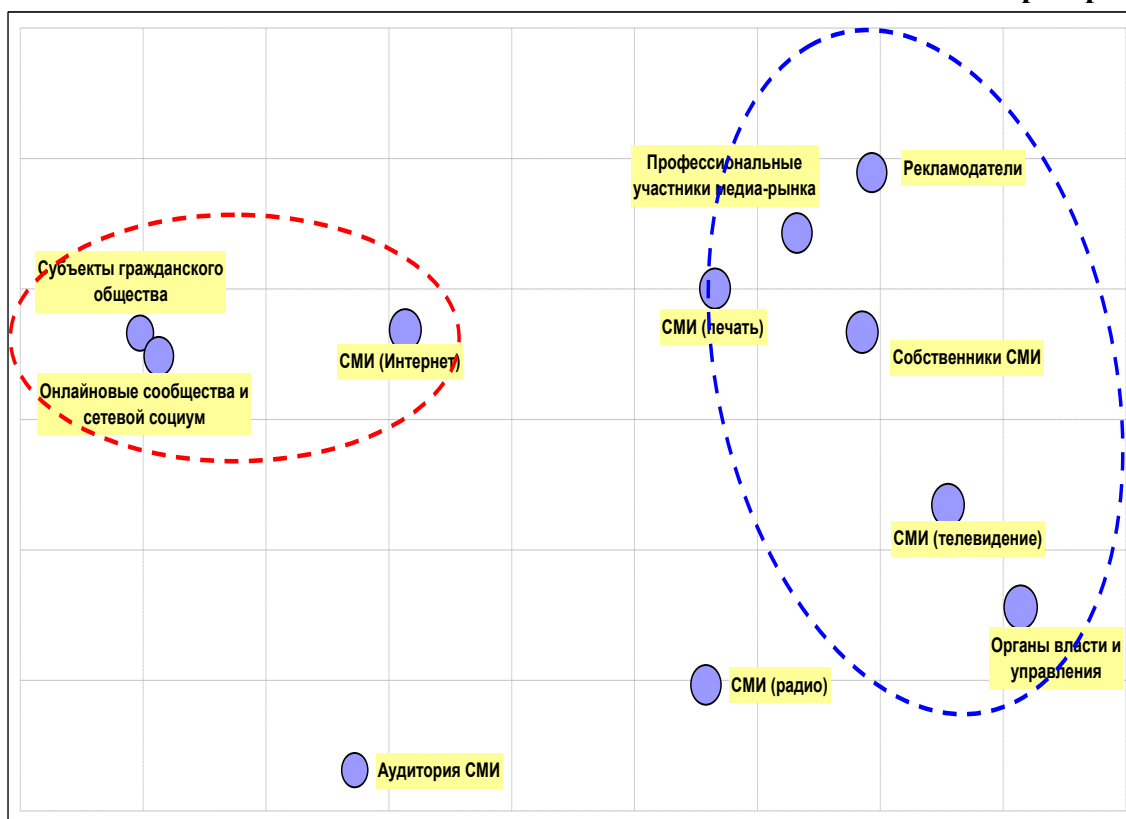 Профессиональные
участники медиа-рынка
Рекламодатели
Субъекты гражданского
общества
СМИ (печать)
СМИ (Интернет)
Собственники СМИ
Онлайновые сообщества и
сетевой социум
СМИ (телевидение)
Органы власти и
управления
СМИ (радио)
Аудитория СМИ